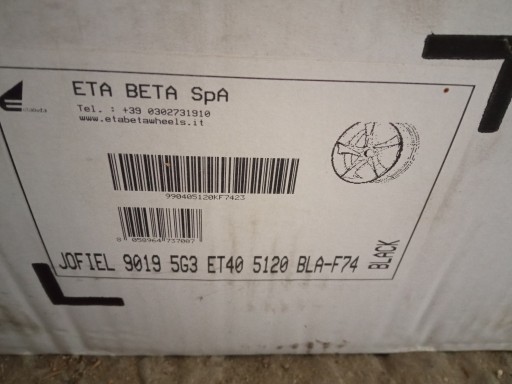 ETA BETA SpA
Tel. : +39 0302731910
www.etabetawheels.it
990405120KF7423
8 058964 737087
JOFIEL 9019 5G3 ET40 5120 BLA-F74
BLACK